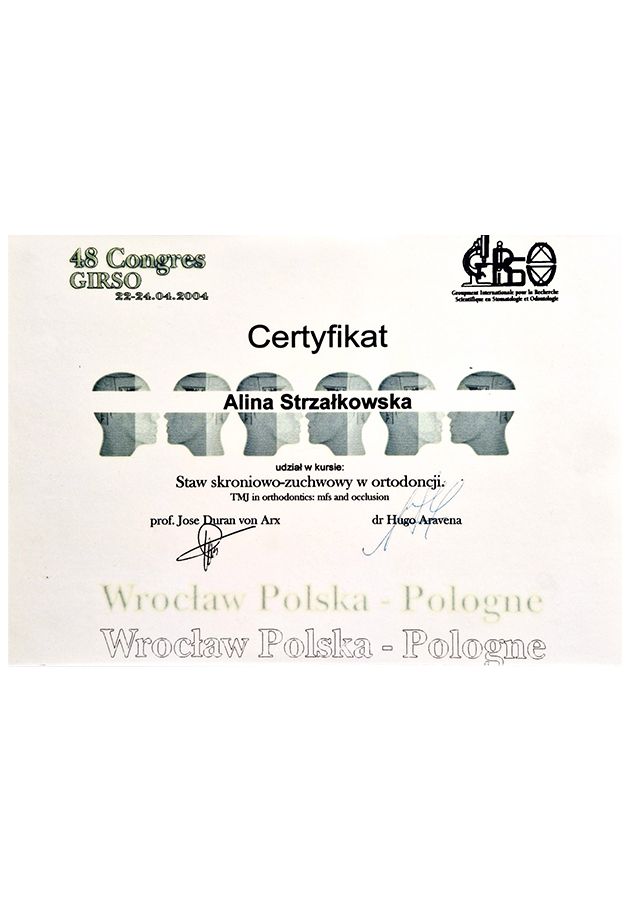 48 Congres
GIRSO
22-24.04.2004
GIRSO
Groupment Internationale pour la Recherche
Scientifique en Stomatologie et Odontologie
Certyfikat
Alina Strzałkowska
udział w kursie:
Staw skroniowo-zuchwowy w ortodoncji.
TMJ in orthodontics: mfs and occlusion
prof. Jose Duran von Arx
dr Hugo Aravena
Wrocław Polska - Pologne
Wrocław Polska - Pologne